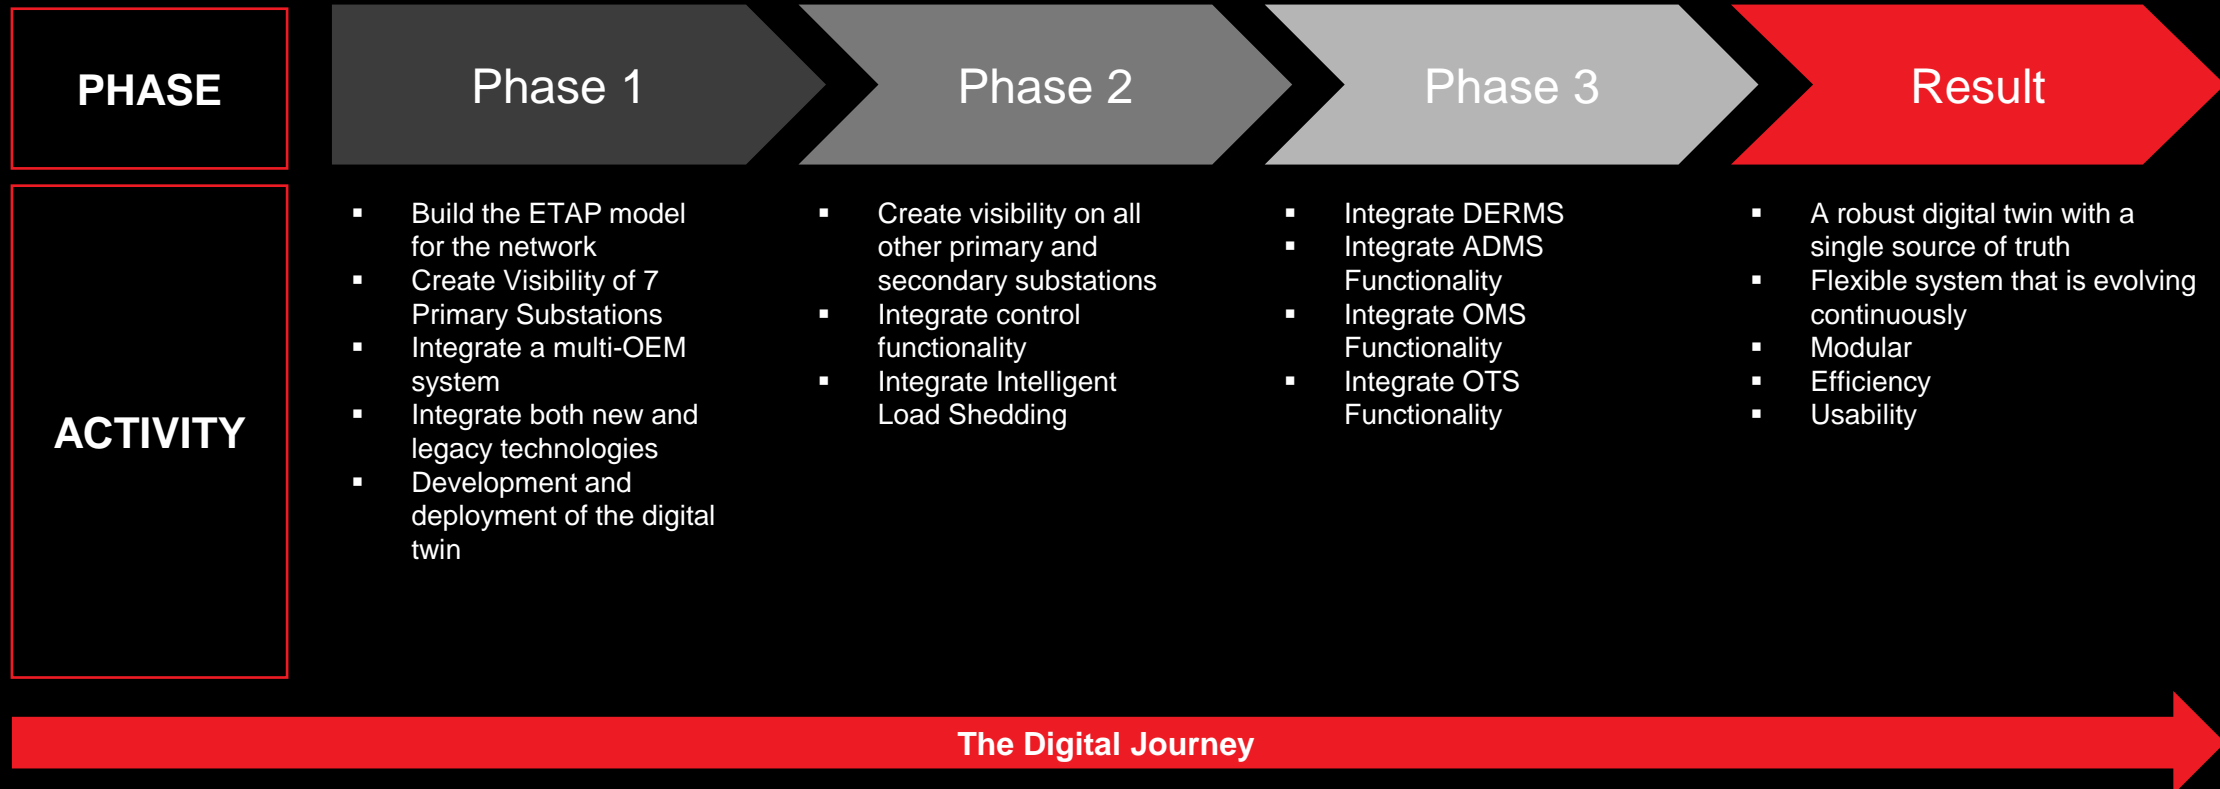 PHASE
Phase 1
Phase 2
Phase 3
Result
ACTIVITY
▪ Build the ETAP model
for the network
▪ Create Visibility of 7
Primary Substations
▪ Integrate a multi-OEM
system
▪ Integrate both new and
legacy technologies
▪ Development and
deployment of the digital
twin
▪ Create visibility on all
other primary and
secondary substations
▪ Integrate control
functionality
▪ Integrate Intelligent
Load Shedding
▪ Integrate DERMS
▪ Integrate ADMS
Functionality
▪ Integrate OMS
Functionality
▪ Integrate OTS
Functionality
▪ A robust digital twin with a
single source of truth
▪ Flexible system that is evolving
continuously
▪ Modular
▪ Efficiency
▪ Usability
The Digital Journey